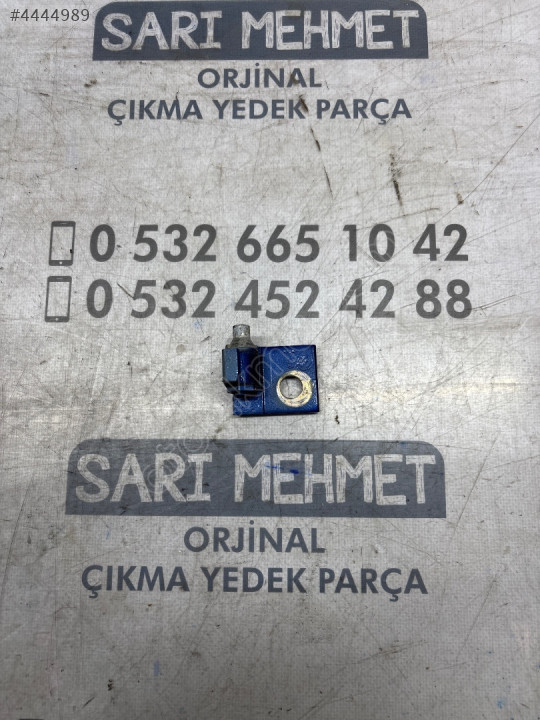 #4444989
SARI MEHMET
ORJİNAL
ÇIKMA YEDEK PARÇA
0 532 665 10 42
0 532 452 42 88
SARI MEHMET
ORJİNAL
ÇIKMA YEDEK PARÇA